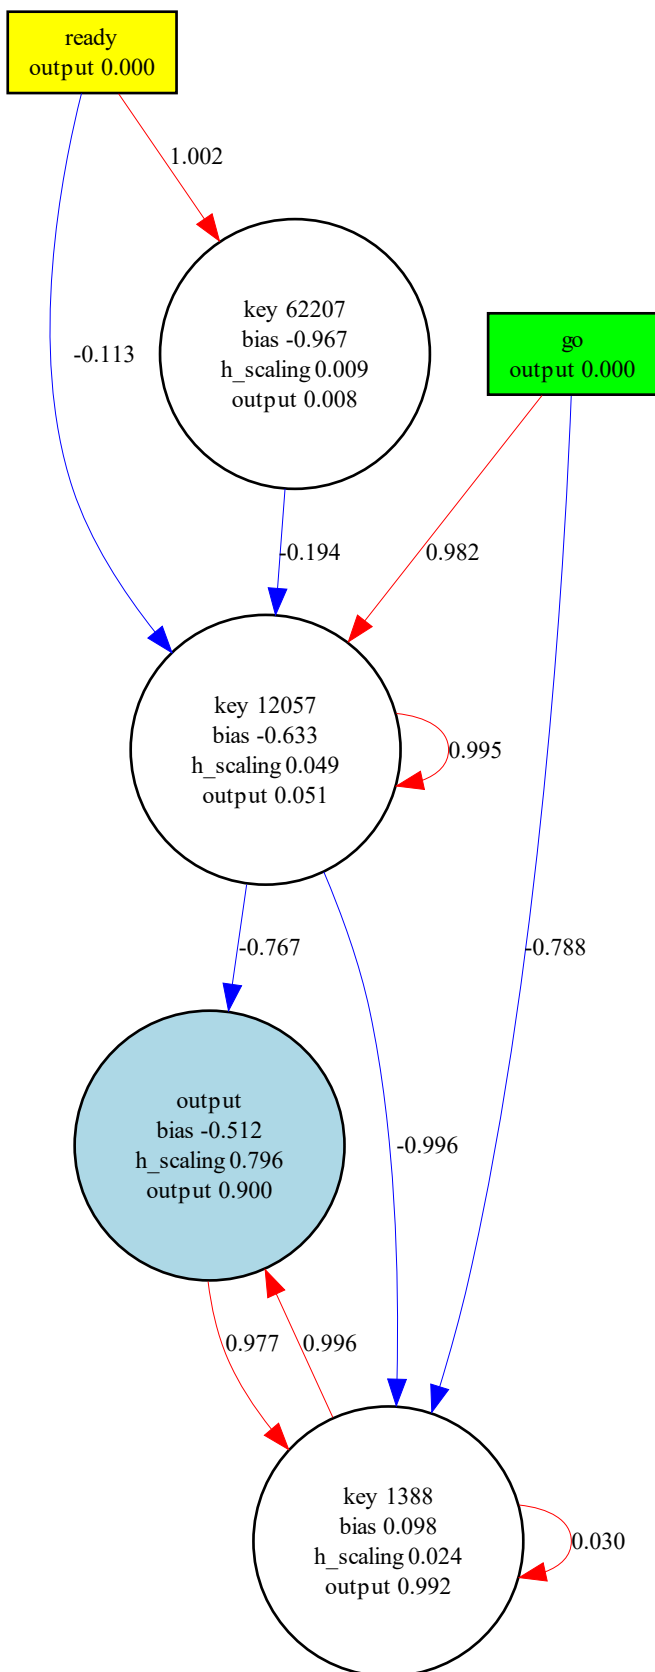 ready
output 0.000
1.002
key 62207
bias -0.967
h_scaling 0.009
output 0.008
-0.113
go
output 0.000
-0.194
0.982
key 12057
bias -0.633
h_scaling 0.049
output 0.051
0.995
-0.767
-0.788
output
bias -0.512
h_scaling 0.796
output 0.900
-0.996
0.977
0.996
key 1388
bias 0.098
h_scaling 0.024
output 0.992
0.030